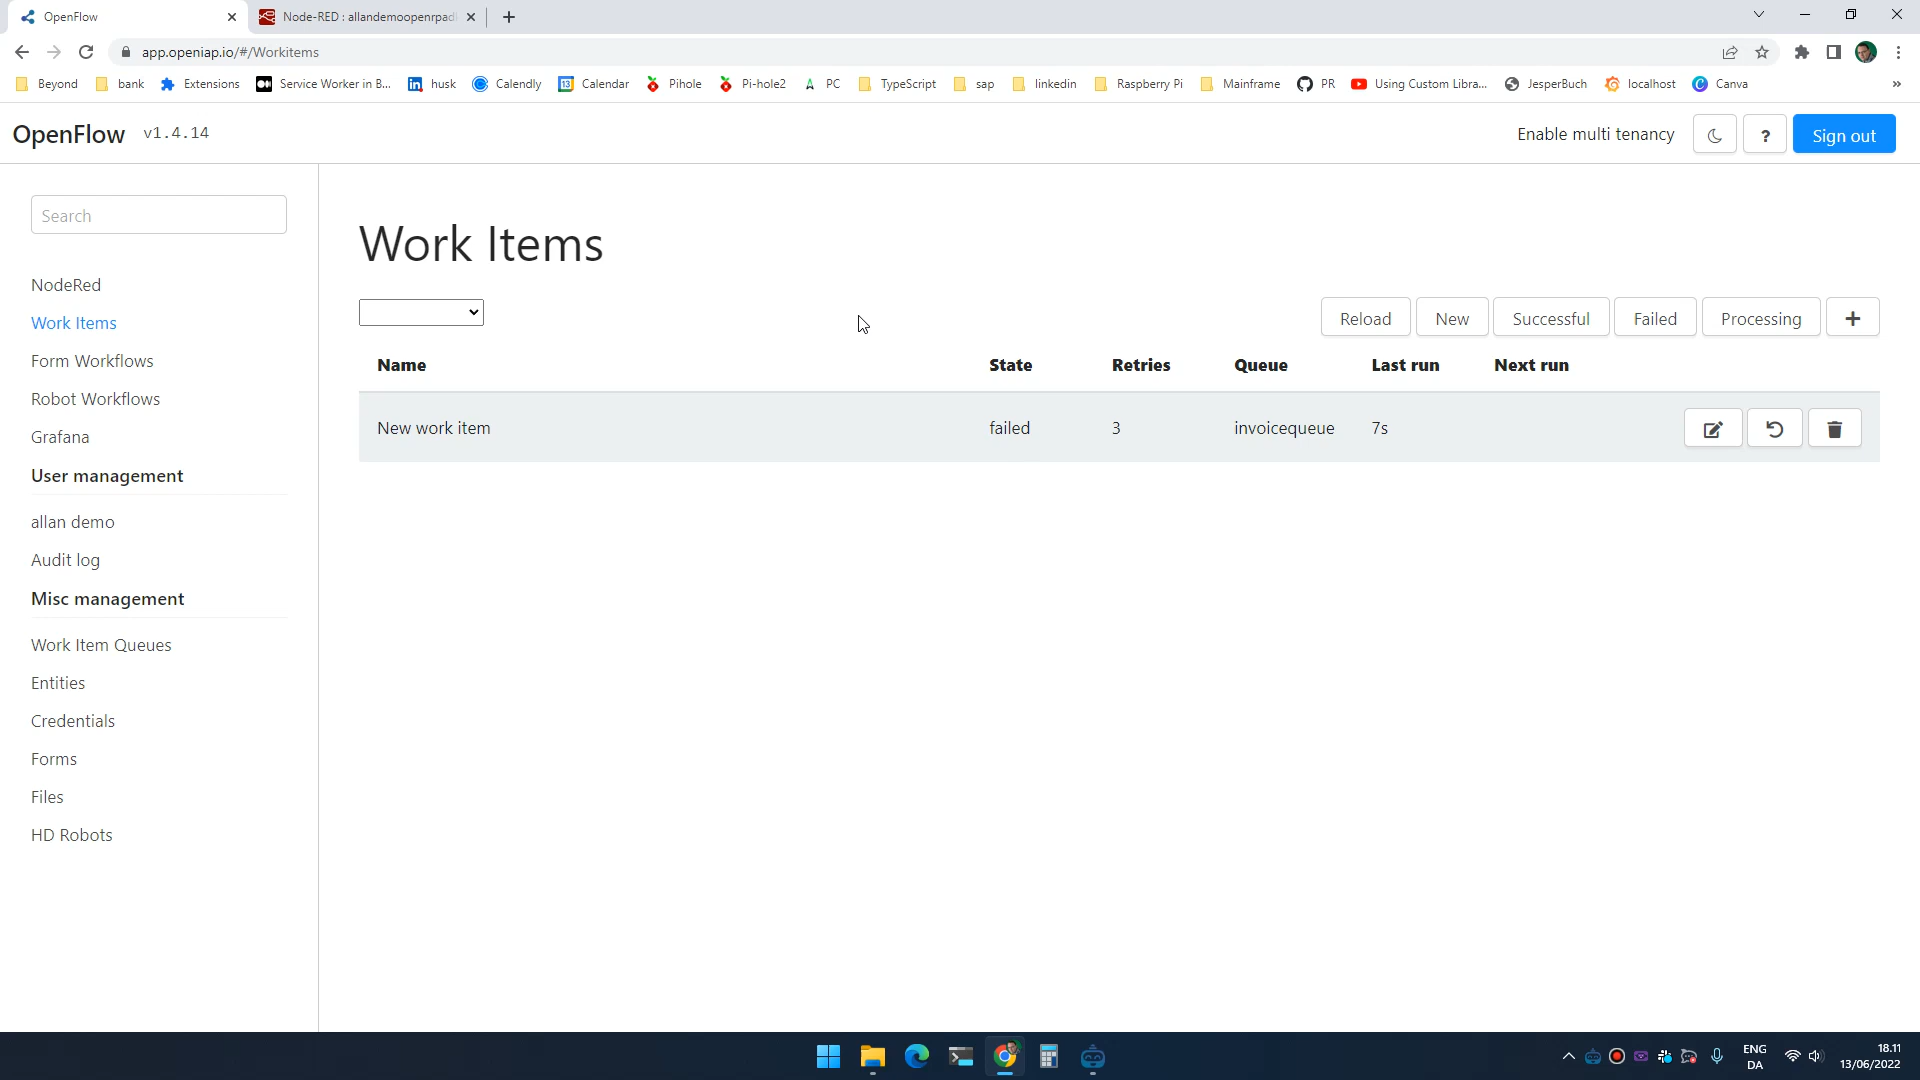 OpenFlow
Node-RED : allandemoopenrpad
app.openiap.io/#/Workitems
Beyond
bank
Extensions
Service Worker in B...
husk
Calendly
Calendar
Pihole
Pi-hole2
PC
TypeScript
sap
linkedin
Raspberry Pi
Mainframe
PR
Using Custom Libra...
JesperBuch
localhost
Canva
»
OpenFlow v1.4.14
Enable multi tenancy
?
Sign out
Search
NodeRed
Work Items
Form Workflows
Robot Workflows
Grafana
User management
allan demo
Audit log
Misc management
Work Item Queues
Entities
Credentials
Forms
Files
HD Robots
Work Items
Reload
New
Successful
Failed
Processing
+
Name State Retries Queue Last run Next run
New work item failed 3 invoicequeue 7s
ENG
DA
18.11
13/06/2022